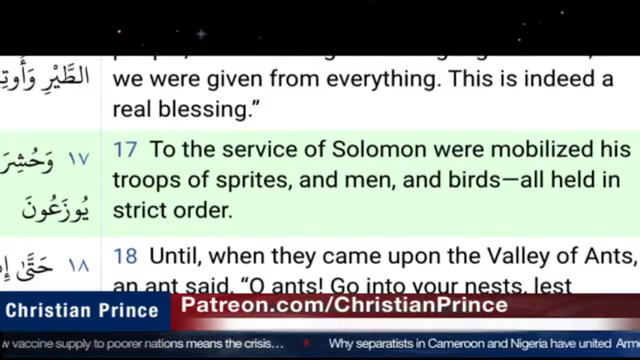 we were given from everything. This is indeed a
الطَّيْرِ وَأُوتِ
real blessing.”
17 To the service of Solomon were mobilized his
١٧ وَحُشِرَ
troops of sprites, and men, and birds—all held in
strict order.
يُوزَعُونَ
18 Until, when they came upon the Valley of Ants,
١٨ حَتَّىٰ إِ
an ant said, “O ants! Go into your nests, lest
Christian Prince
Patreon.com/ChristianPrince
w vaccine supply to poorer nations means the crisis… Why separatists in Cameroon and Nigeria have united Arm